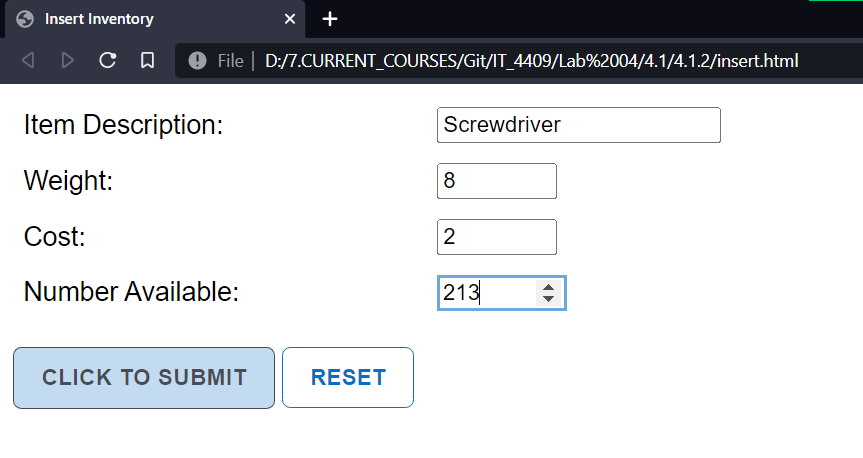 Insert Inventory
File D:/7.CURRENT_COURSES/Git/IT_4409/Lab%2004/4.1/4.1.2/insert.html
Item Description: Screwdriver
Weight: 8
Cost: 2
Number Available: 213
CLICK TO SUBMIT RESET